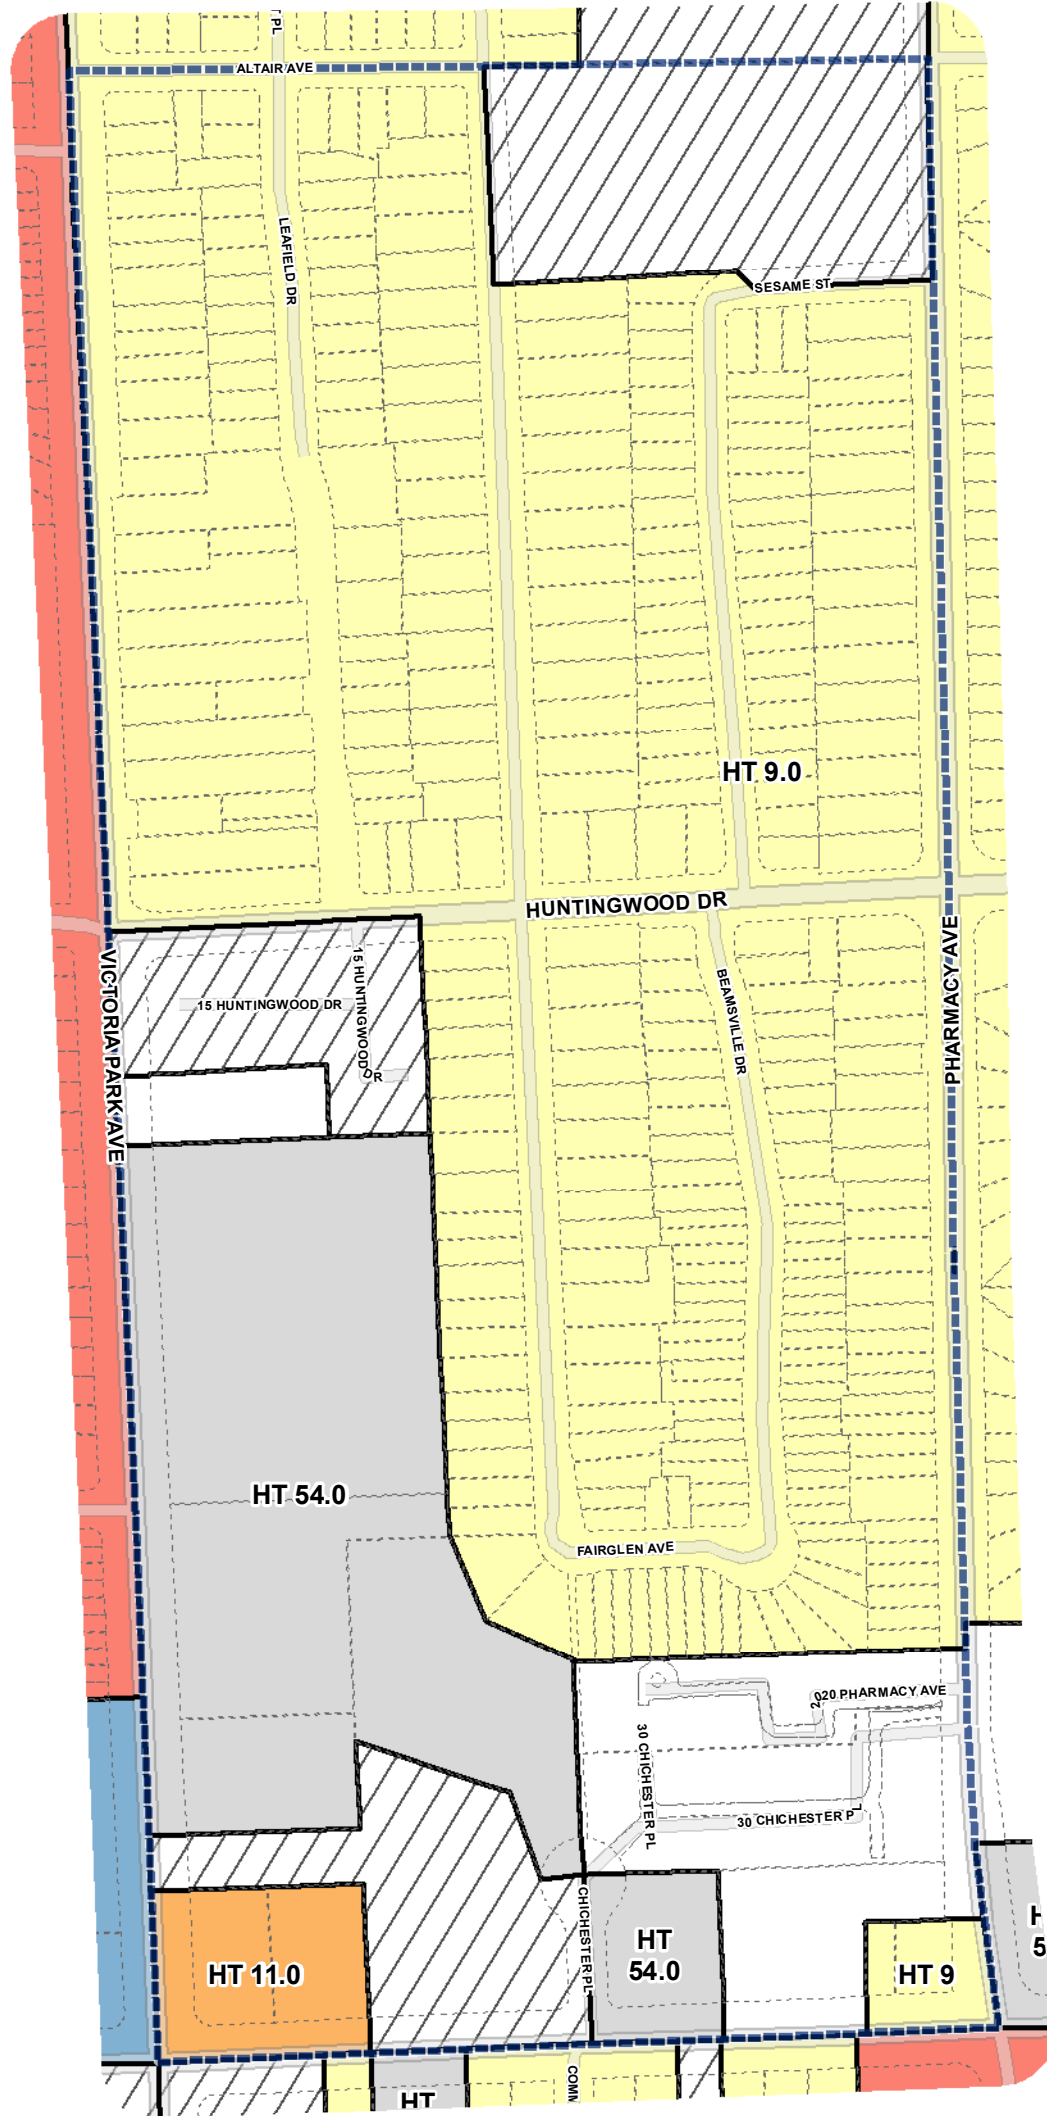 PL
ALTAIR AVE
LEAFIELD DR
SESAME ST
HT 9.0
HUNTINGWOOD DR
VICTORIA PARK AVE
15 HUNTINGWOOD DR
15 HUNTINGWOOD DR
BEAMSVILLE DR
PHARMACY AVE
HT 54.0
FAIRGLEN AVE
2020 PHARMACY AVE
30 CHICHESTER PL
30 CHICHESTER PL
CHICHESTER PL
HT
54.0
HT 11.0
HT 9
H
5
HT
COMM